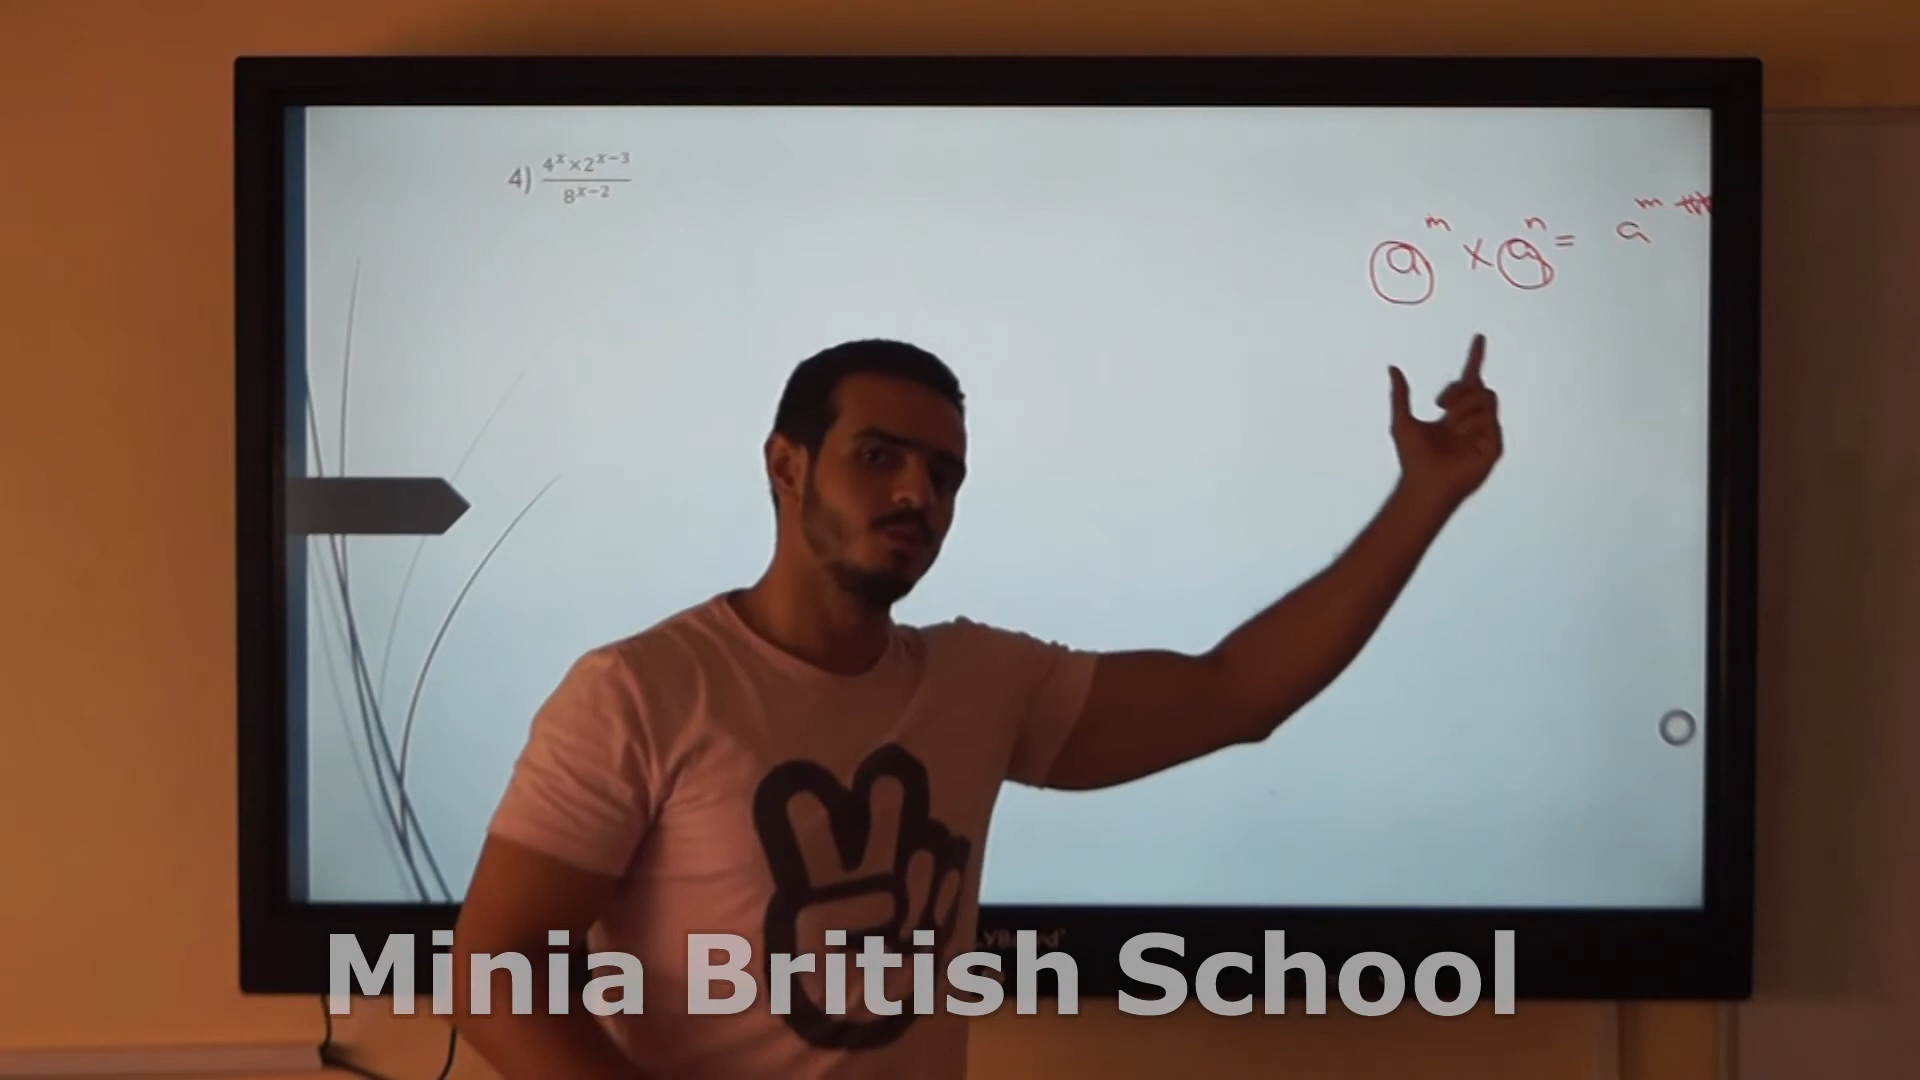 4) 4^x×2^{x−3} / 8^{x−2}
a^m × a^n = a^m
Minia British School